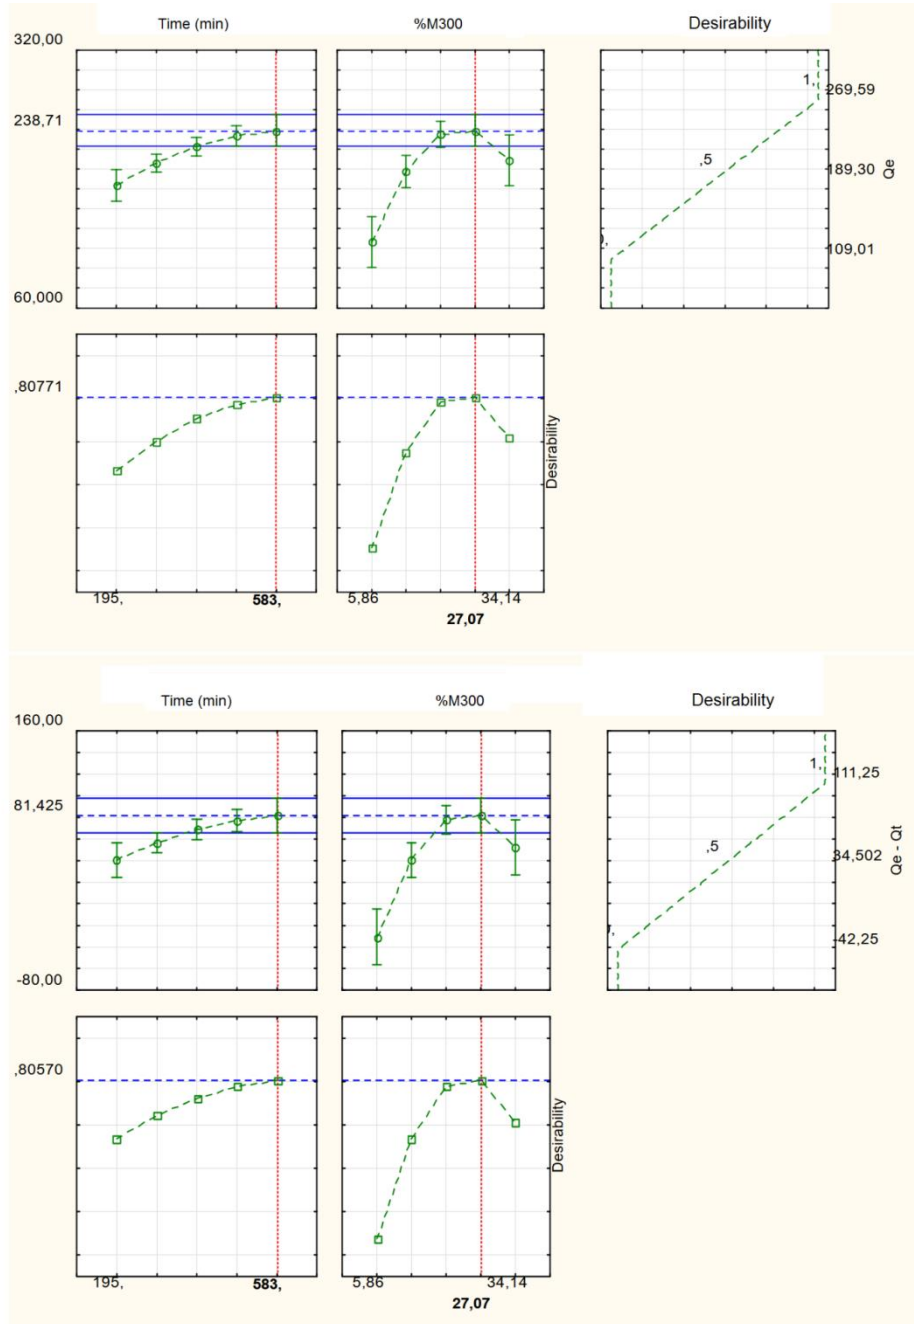 Time (min) %M300 Desirability
320,00
1, 269,59
238,71
,5
189,30
Qe
109,01
60,000
,80771
Desirability
195, 583, 5,86 34,14
27,07
Time (min) %M300 Desirability
160,00
1, 111,25
81,425
,5
34,502
Qe - Qt
-42,25
-80,00
,80570
Desirability
195, 583, 5,86 34,14
27,07